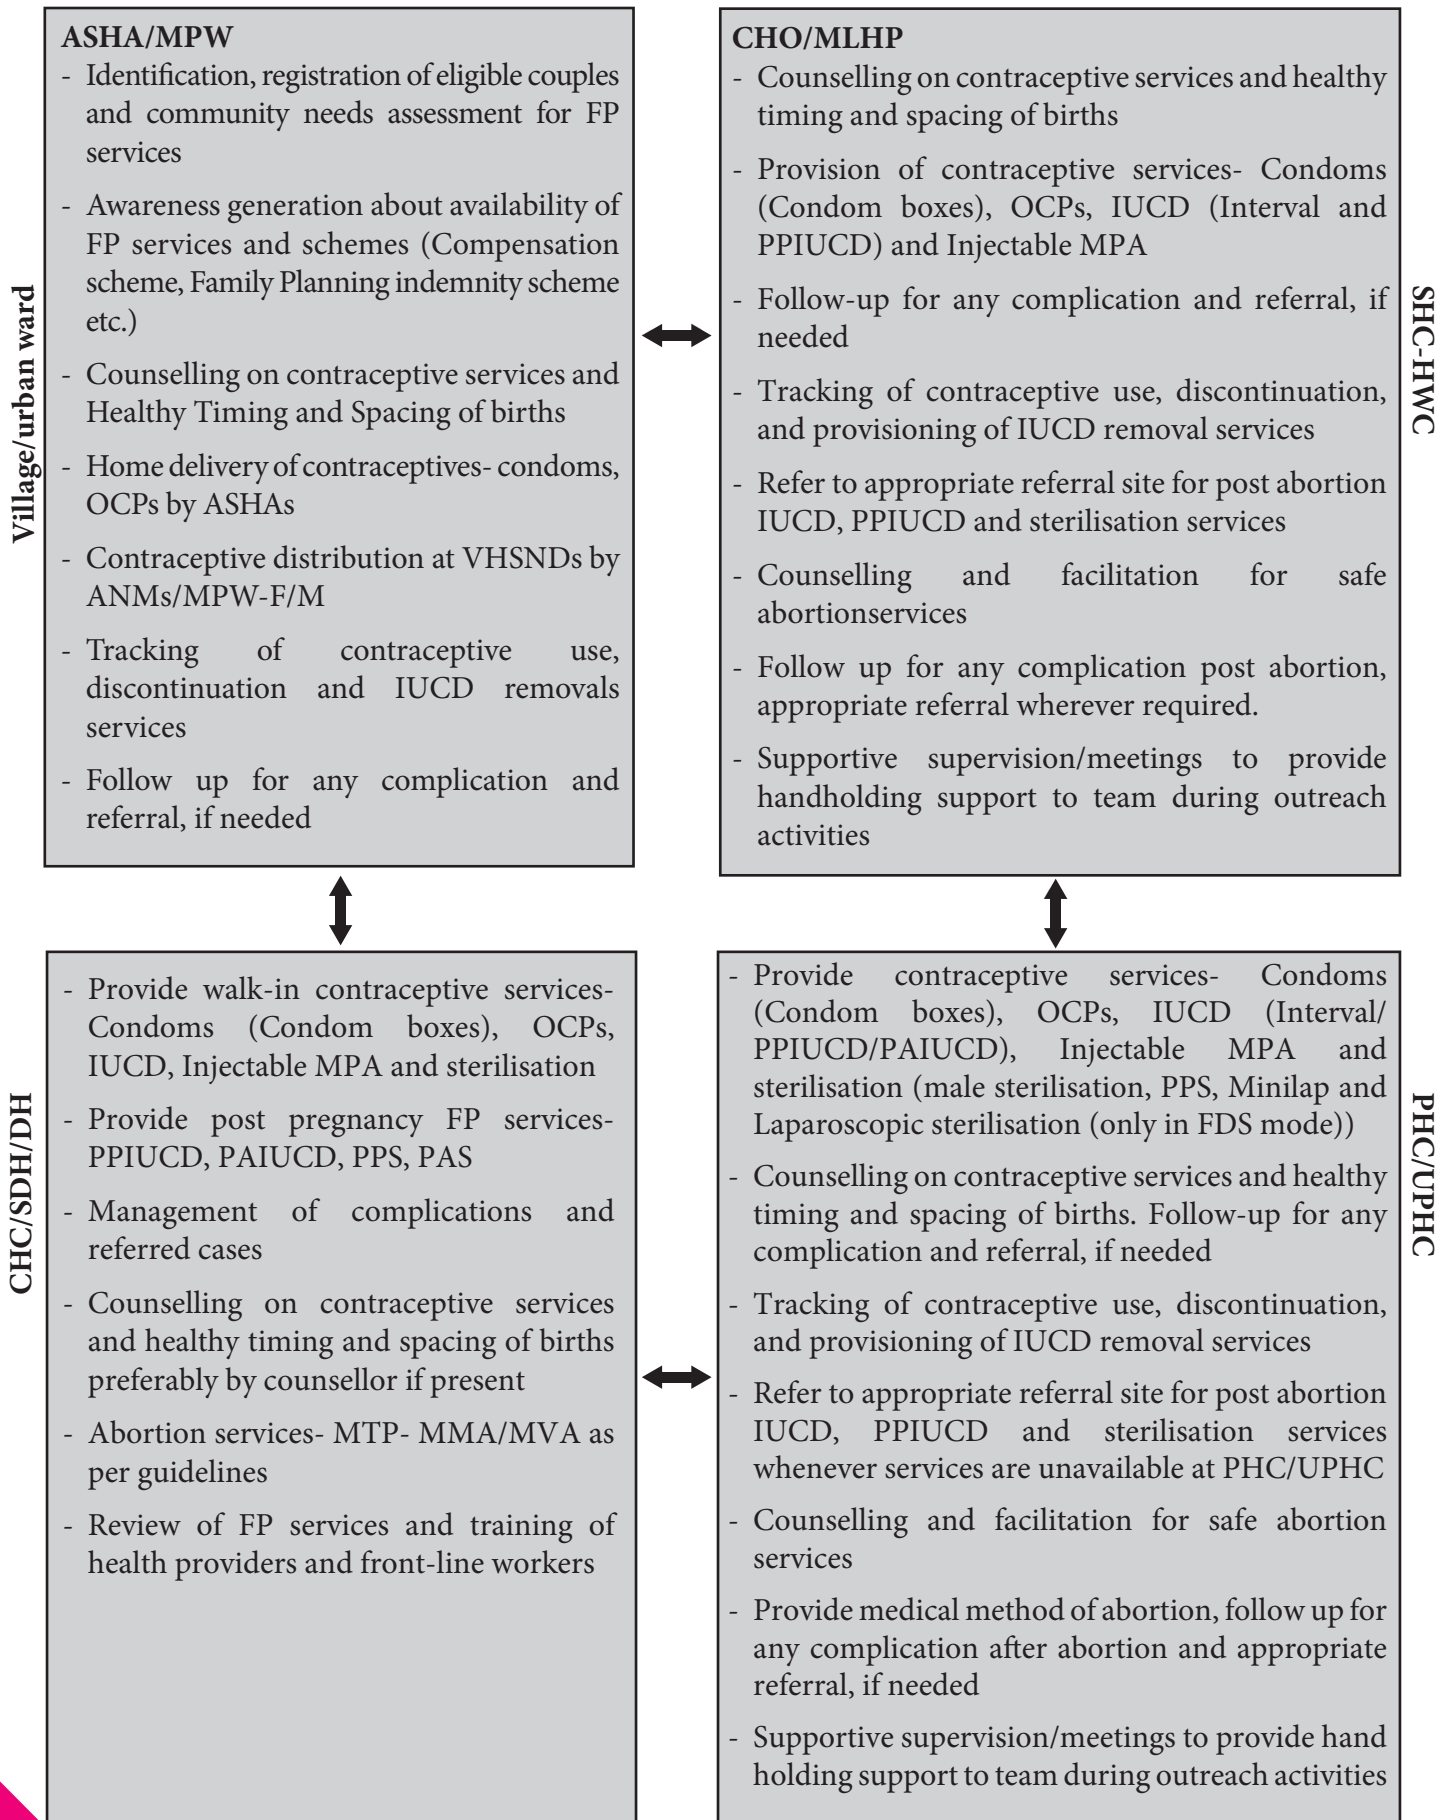 Village/urban ward
ASHA/MPW
- Identification, registration of eligible couples
and community needs assessment for FP
services
- Awareness generation about availability of
FP services and schemes (Compensation
scheme, Family Planning indemnity scheme
etc.)
- Counselling on contraceptive services and
Healthy Timing and Spacing of births
- Home delivery of contraceptives- condoms,
OCPs by ASHAs
- Contraceptive distribution at VHSNDs by
ANMs/MPW-F/M
- Tracking of contraceptive use,
discontinuation and IUCD removals
services
- Follow up for any complication and
referral, if needed
SHC-HWC
CHO/MLHP
- Counselling on contraceptive services and healthy
timing and spacing of births
- Provision of contraceptive services- Condoms
(Condom boxes), OCPs, IUCD (Interval and
PPIUCD) and Injectable MPA
- Follow-up for any complication and referral, if
needed
- Tracking of contraceptive use, discontinuation,
and provisioning of IUCD removal services
- Refer to appropriate referral site for post abortion
IUCD, PPIUCD and sterilisation services
- Counselling and facilitation for safe
abortionservices
- Follow up for any complication post abortion,
appropriate referral wherever required.
- Supportive supervision/meetings to provide
handholding support to team during outreach
activities
CHC/SDH/DH
- Provide walk-in contraceptive services-
Condoms (Condom boxes), OCPs,
IUCD, Injectable MPA and sterilisation
- Provide post pregnancy FP services-
PPIUCD, PAIUCD, PPS, PAS
- Management of complications and
referred cases
- Counselling on contraceptive services
and healthy timing and spacing of births
preferably by counsellor if present
- Abortion services- MTP- MMA/MVA as
per guidelines
- Review of FP services and training of
health providers and front-line workers
PHC/UPHC
- Provide contraceptive services- Condoms
(Condom boxes), OCPs, IUCD (Interval/
PPIUCD/PAIUCD), Injectable MPA and
sterilisation (male sterilisation, PPS, Minilap and
Laparoscopic sterilisation (only in FDS mode))
- Counselling on contraceptive services and healthy
timing and spacing of births. Follow-up for any
complication and referral, if needed
- Tracking of contraceptive use, discontinuation,
and provisioning of IUCD removal services
- Refer to appropriate referral site for post abortion
IUCD, PPIUCD and sterilisation services
whenever services are unavailable at PHC/UPHC
- Counselling and facilitation for safe abortion
services
- Provide medical method of abortion, follow up for
any complication after abortion and appropriate
referral, if needed
- Supportive supervision/meetings to provide hand
holding support to team during outreach activities